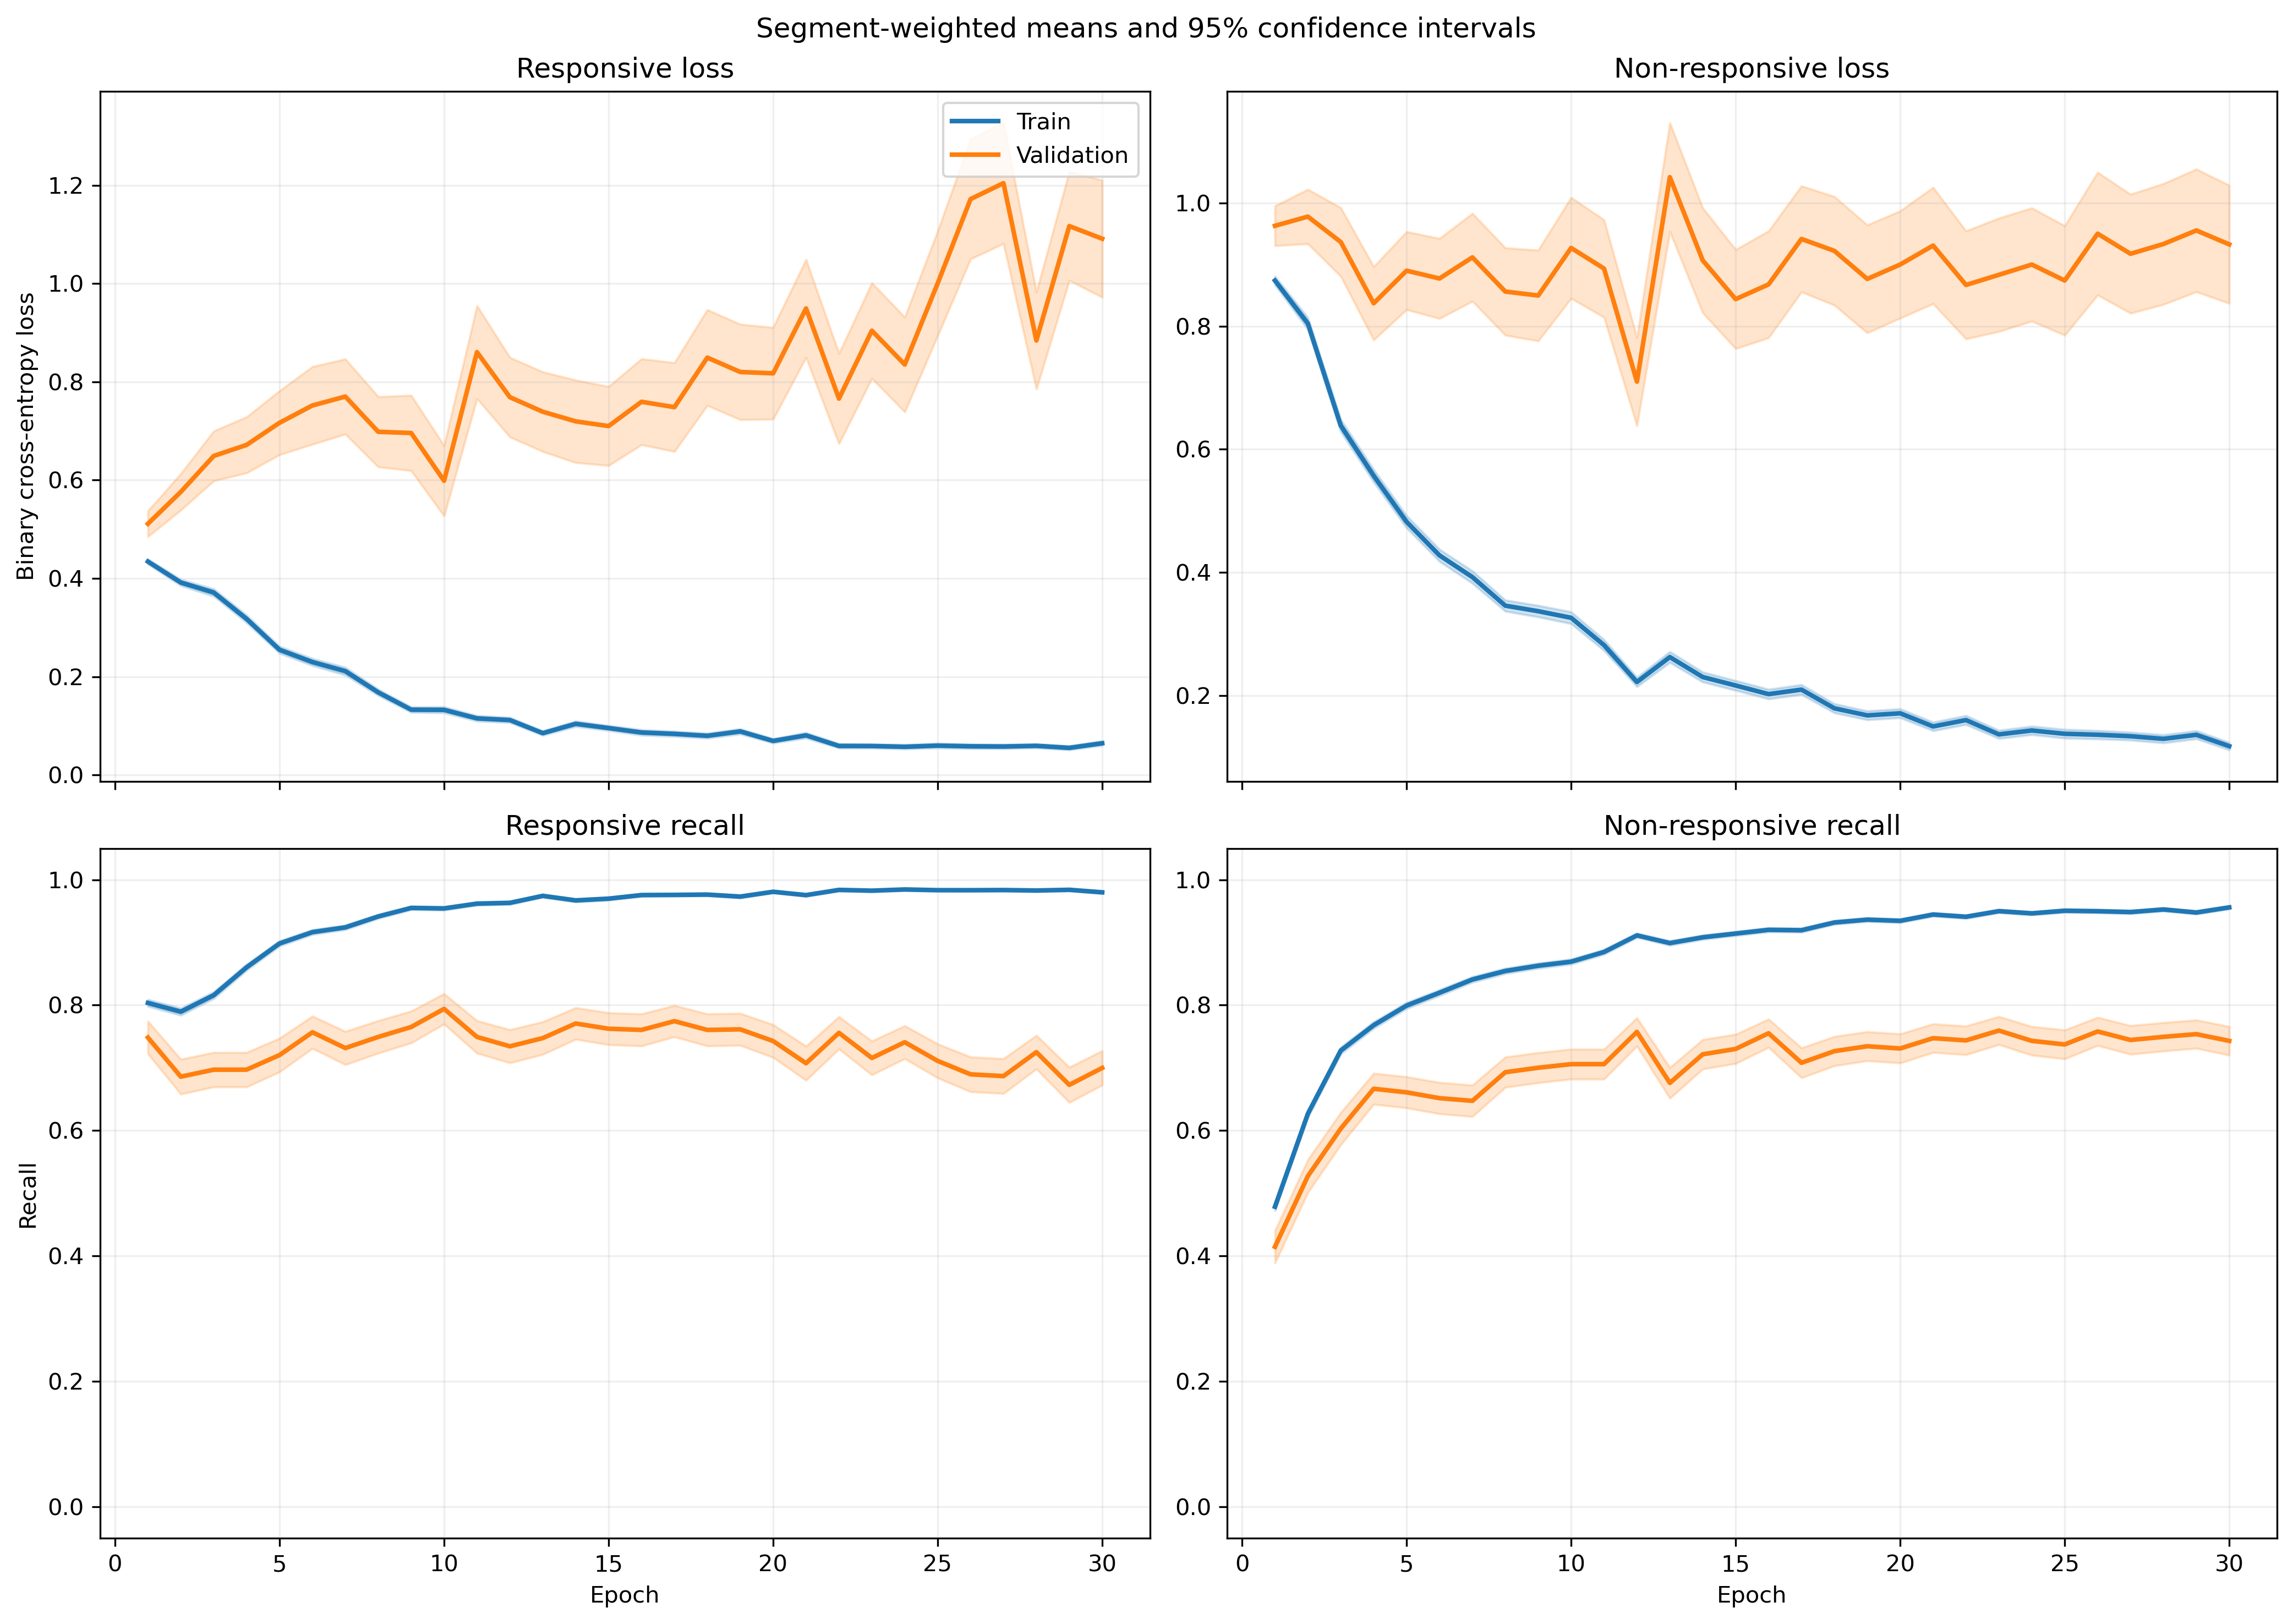 Segment-weighted means and 95% confidence intervals
Responsive loss
Non-responsive loss
Train
Validation
Binary cross-entropy loss
1.2
1.0
0.8
0.6
0.4
0.2
0.0
1.0
0.8
0.6
0.4
0.2
Responsive recall
Non-responsive recall
Recall
1.0
0.8
0.6
0.4
0.2
0.0
0 5 10 15 20 25 30
Epoch
1.0
0.8
0.6
0.4
0.2
0.0
0 5 10 15 20 25 30
Epoch